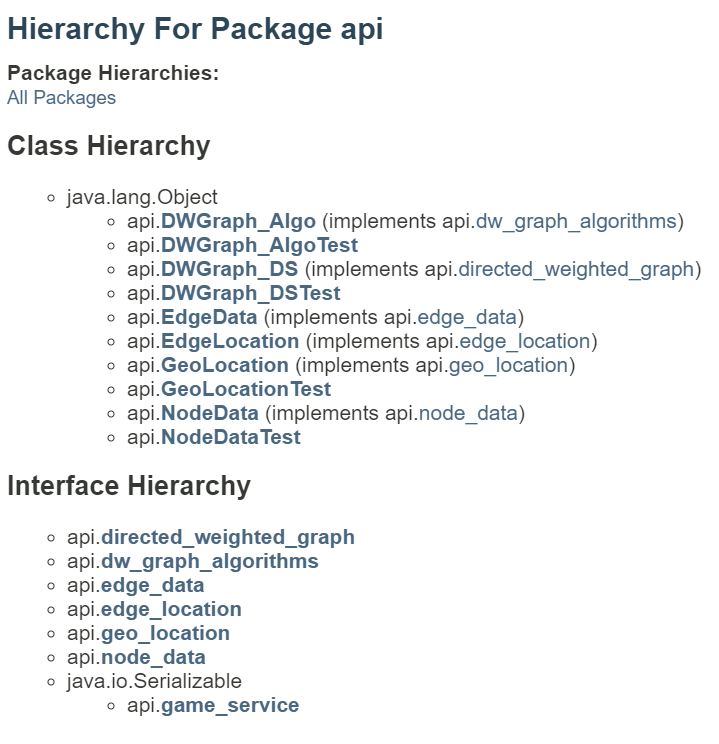 Hierarchy For Package api
Package Hierarchies:
All Packages
Class Hierarchy
java.lang.Object
api.DWGraph_Algo (implements api.dw_graph_algorithms)
api.DWGraph_AlgoTest
api.DWGraph_DS (implements api.directed_weighted_graph)
api.DWGraph_DSTest
api.EdgeData (implements api.edge_data)
api.EdgeLocation (implements api.edge_location)
api.GeoLocation (implements api.geo_location)
api.GeoLocationTest
api.NodeData (implements api.node_data)
api.NodeDataTest
Interface Hierarchy
api.directed_weighted_graph
api.dw_graph_algorithms
api.edge_data
api.edge_location
api.geo_location
api.node_data
java.io.Serializable
api.game_service